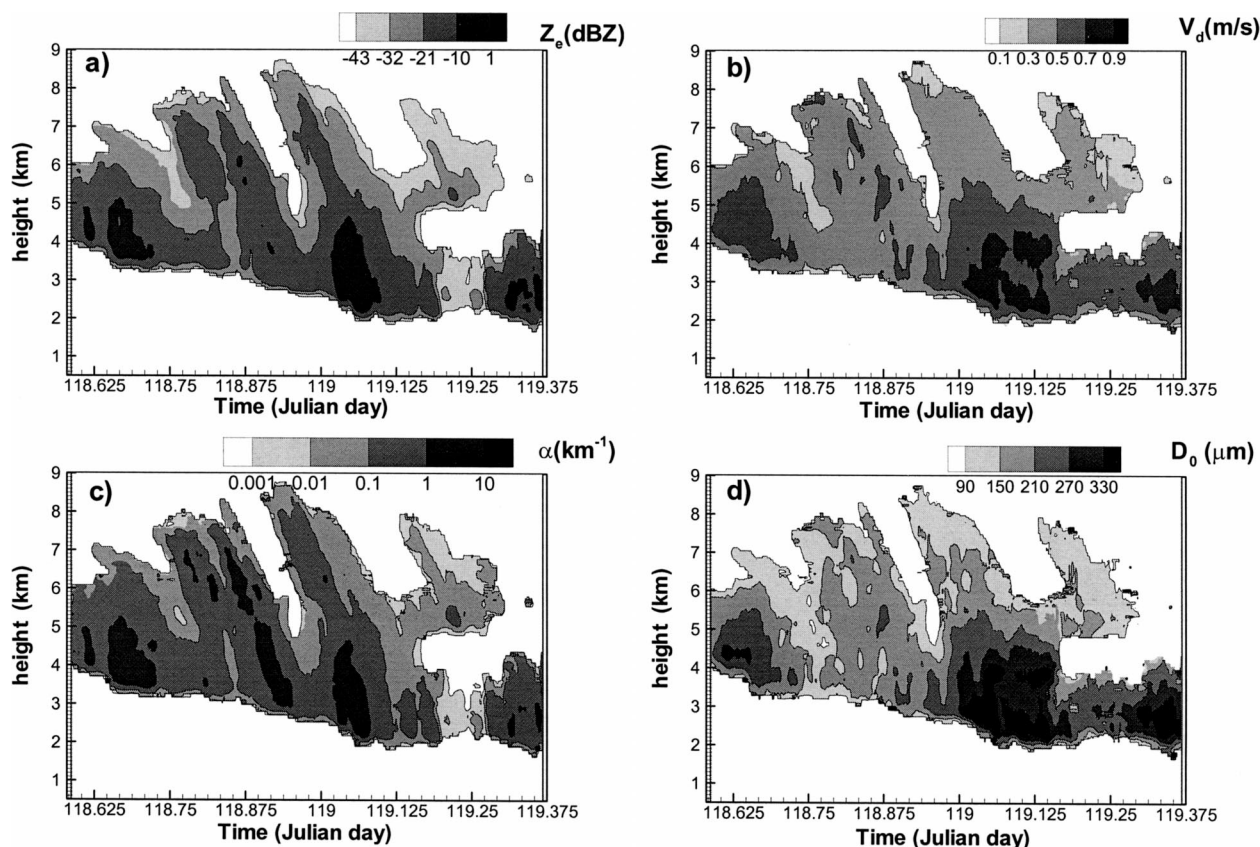 Z_e(dBZ)
-43 -32 -21 -10 1
a)
9
8
7
6
5
4
3
2
1
height (km)
118.625 118.75 118.875 119 119.125 119.25 119.375
Time (Julian day)
V_d(m/s)
0.1 0.3 0.5 0.7 0.9
b)
9
8
7
6
5
4
3
2
1
height (km)
118.625 118.75 118.875 119 119.125 119.25 119.375
Time (Julian day)
α(km⁻¹)
0.001 0.01 0.1 1 10
c)
9
8
7
6
5
4
3
2
1
height (km)
118.625 118.75 118.875 119 119.125 119.25 119.375
Time (Julian day)
D_0 (μm)
90 150 210 270 330
d)
9
8
7
6
5
4
3
2
1
height (km)
118.625 118.75 118.875 119 119.125 119.25 119.375
Time (Julian day)